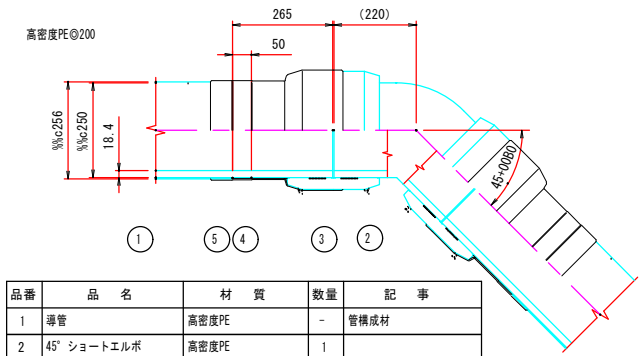 265
(220)
高密度PE◎200
50
%%c256
%%c250
18.4
45+00B0)
1
5
4
3
2
品番 品 名 材 質 数量 記 事
1 導管 高密度PE - 管構成材
2 45° ショートエルボ 高密度PE 1